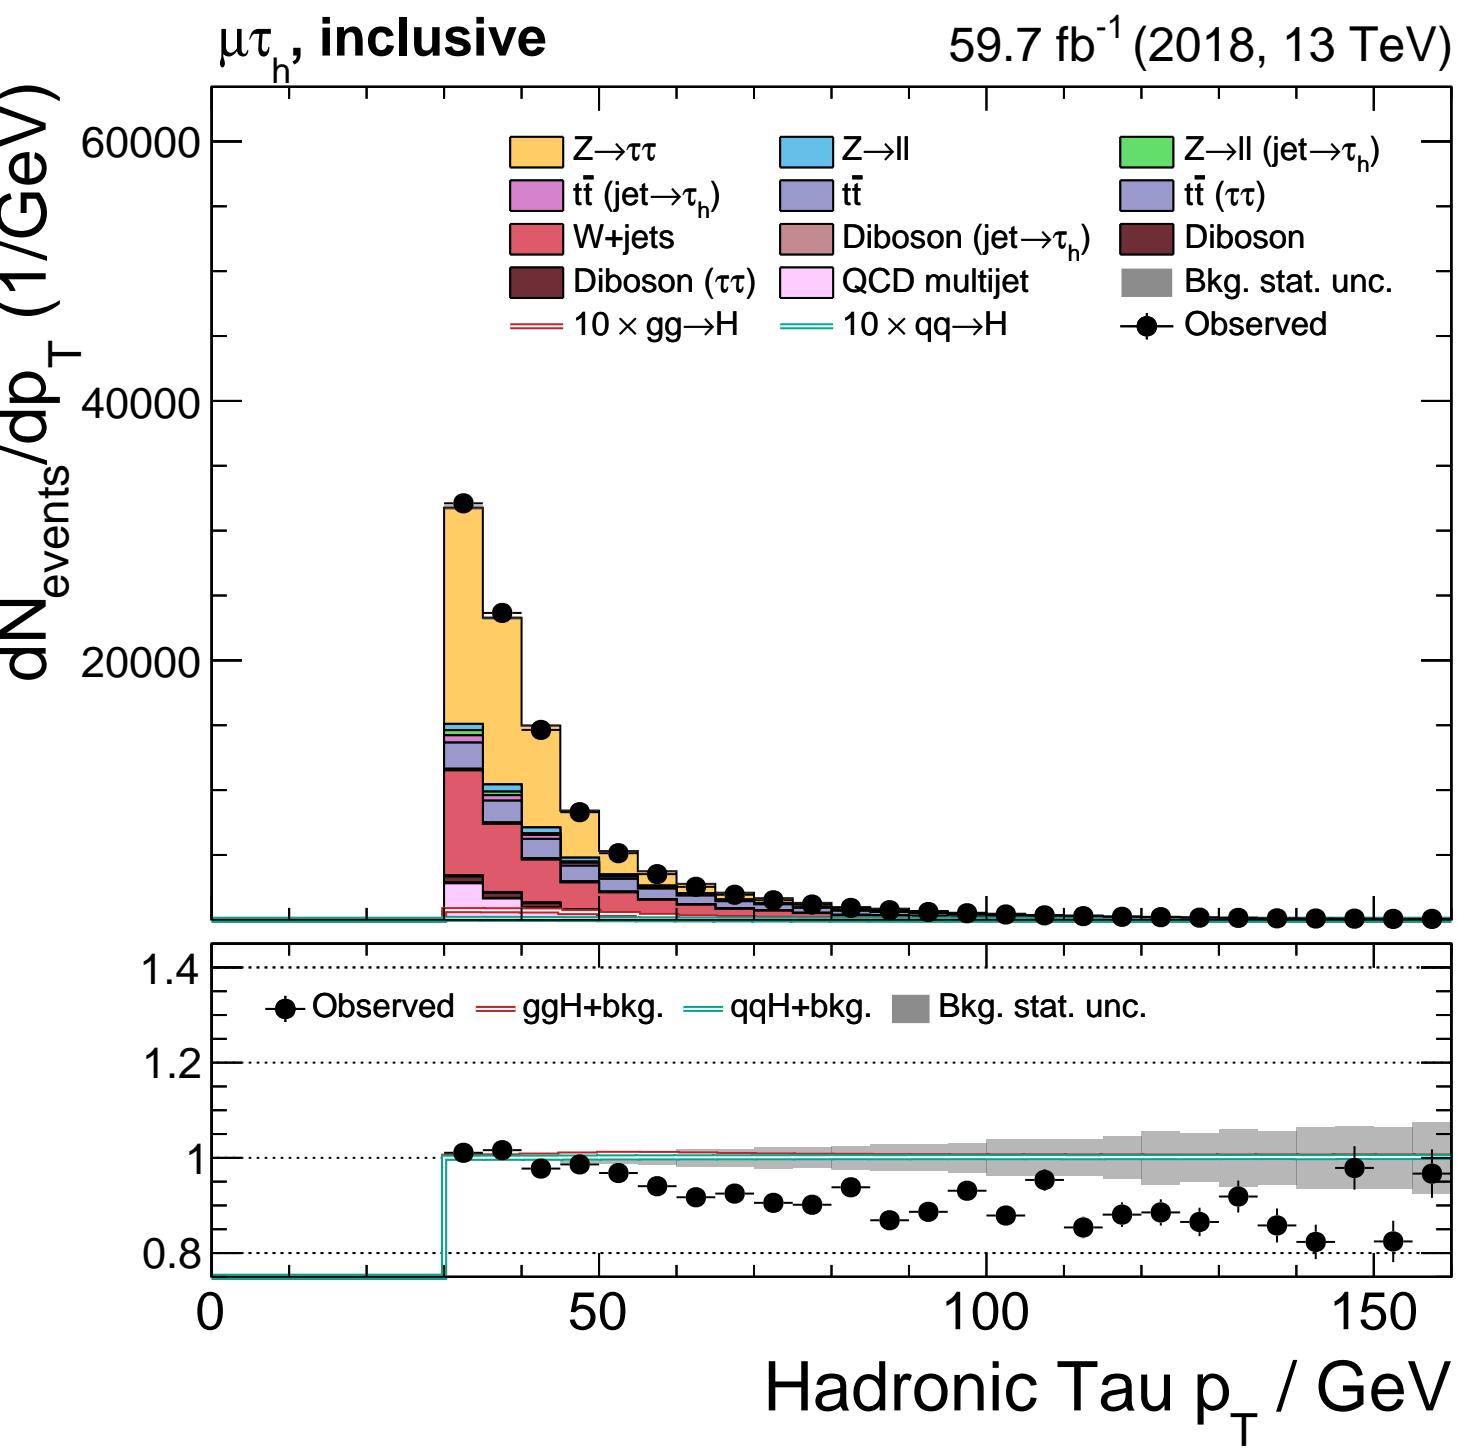 μτh, inclusive
59.7 fb-1 (2018, 13 TeV)
dNevents/dpT (1/GeV)
60000
40000
20000
Z→ττ Z→ll Z→ll (jet→τh)
tt̄ (jet→τh) tt̄ tt̄ (ττ)
W+jets Diboson (jet→τh) Diboson
Diboson (ττ) QCD multijet Bkg. stat. unc.
10 × gg→H 10 × qq→H Observed
1.4
Observed ggH+bkg. qqH+bkg. Bkg. stat. unc.
1.2
1
0.8
0 50 100 150
Hadronic Tau pT / GeV